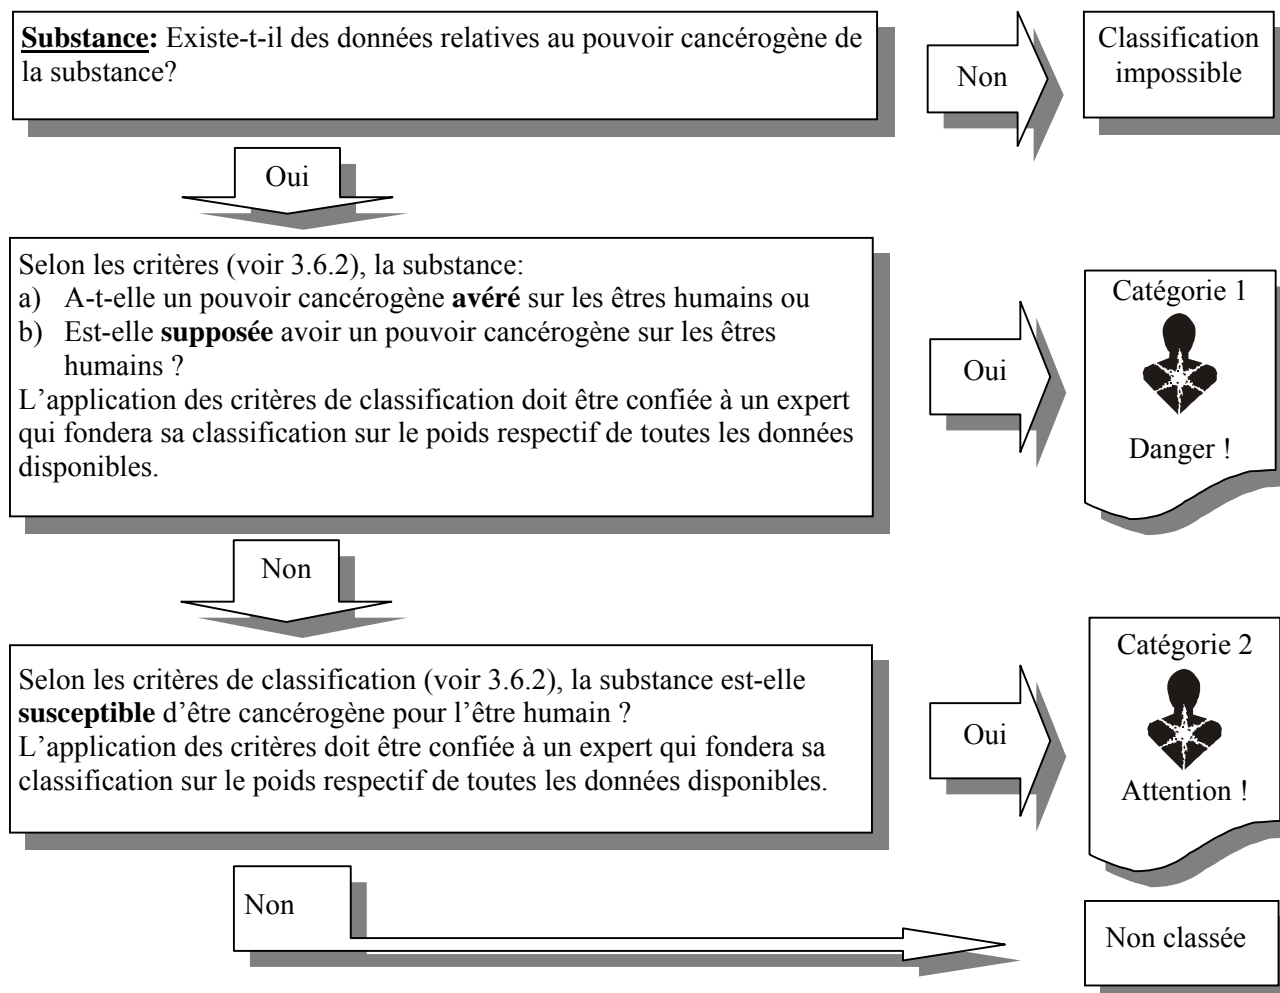 Substance: Existe-t-il des données relatives au pouvoir cancérogène de
la substance?
Non
Classification
impossible
Oui
Selon les critères (voir 3.6.2), la substance:
a) A-t-elle un pouvoir cancérogène avéré sur les êtres humains ou
b) Est-elle supposée avoir un pouvoir cancérogène sur les êtres
humains ?
L’application des critères de classification doit être confiée à un expert
qui fondera sa classification sur le poids respectif de toutes les données
disponibles.
Oui
Catégorie 1
Danger !
Non
Selon les critères de classification (voir 3.6.2), la substance est-elle
susceptible d’être cancérogène pour l’être humain ?
L’application des critères doit être confiée à un expert qui fondera sa
classification sur le poids respectif de toutes les données disponibles.
Oui
Catégorie 2
Attention !
Non
Non classée